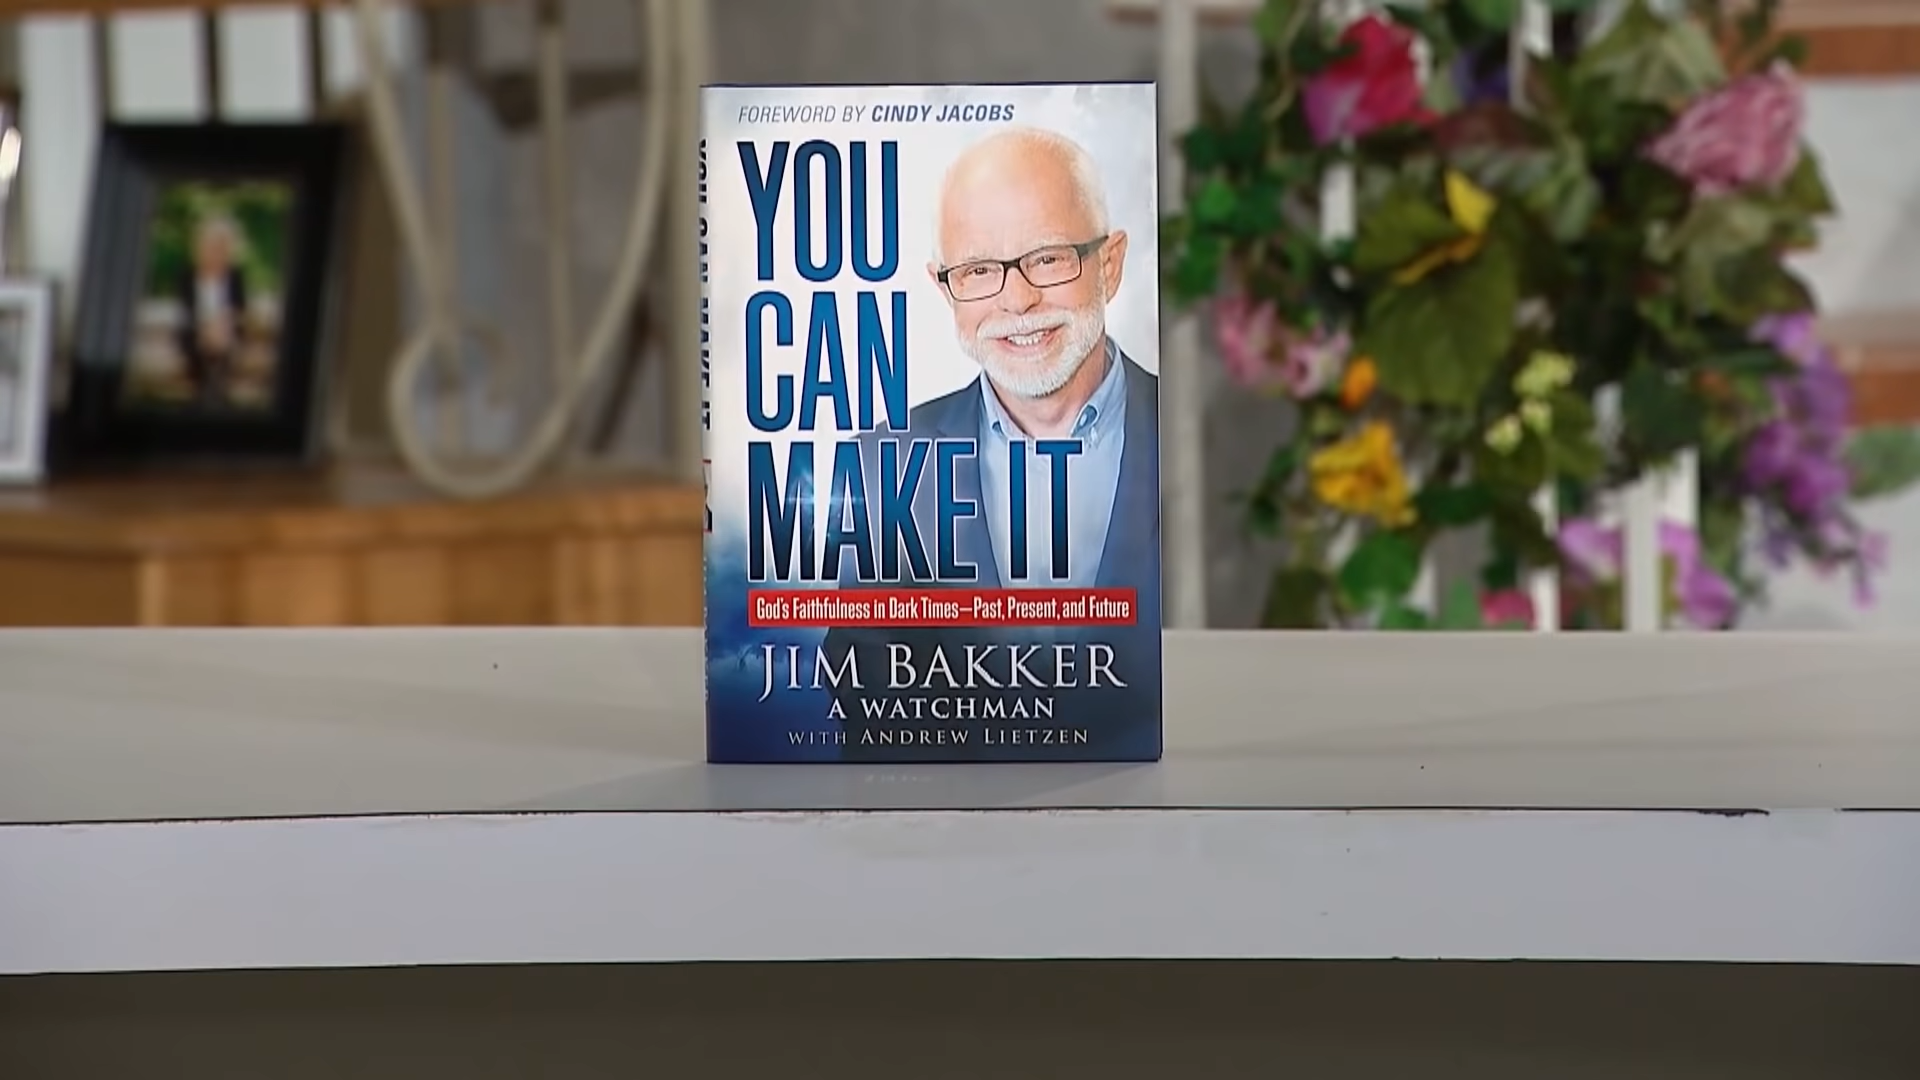 FOREWORD BY CINDY JACOBS
YOU
CAN
MAKE IT
God's Faithfulness in Dark Times—Past, Present, and Future
JIM BAKKER
A WATCHMAN
WITH ANDREW LIETZEN
YOU CAN MAKE IT